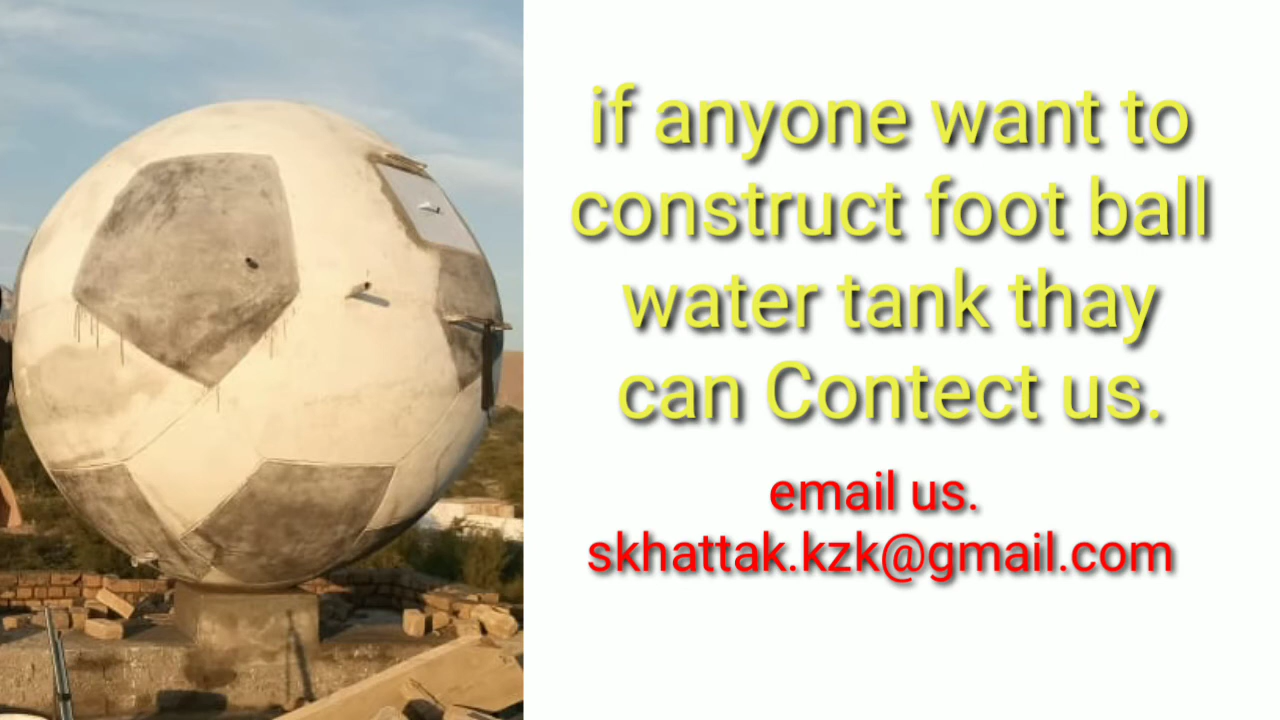 if anyone want to
construct foot ball
water tank thay
can Contect us.
email us.
skhattak.kzk@gmail.com